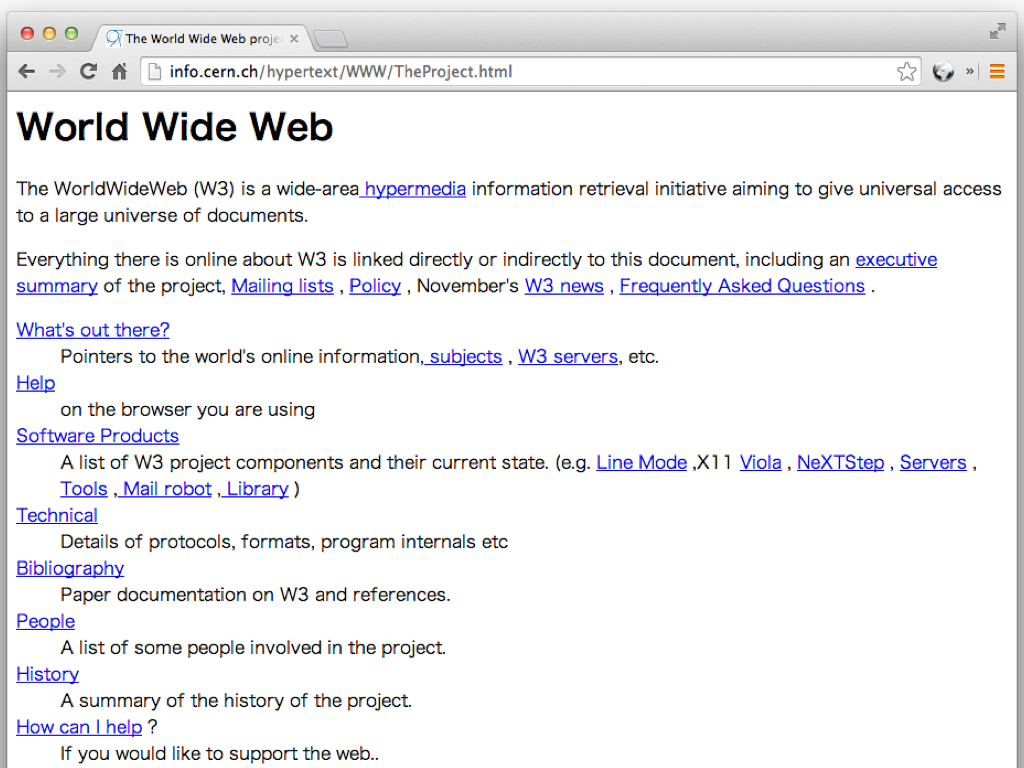 The World Wide Web proje
info.cern.ch/hypertext/WWW/TheProject.html
World Wide Web
The WorldWideWeb (W3) is a wide-area hypermedia information retrieval initiative aiming to give universal access
to a large universe of documents.
Everything there is online about W3 is linked directly or indirectly to this document, including an executive
summary of the project, Mailing lists , Policy , November's W3 news , Frequently Asked Questions .
What's out there?
Pointers to the world's online information, subjects , W3 servers, etc.
Help
on the browser you are using
Software Products
A list of W3 project components and their current state. (e.g. Line Mode ,X11 Viola , NeXTStep , Servers ,
Tools , Mail robot , Library )
Technical
Details of protocols, formats, program internals etc
Bibliography
Paper documentation on W3 and references.
People
A list of some people involved in the project.
History
A summary of the history of the project.
How can I help ?
If you would like to support the web..